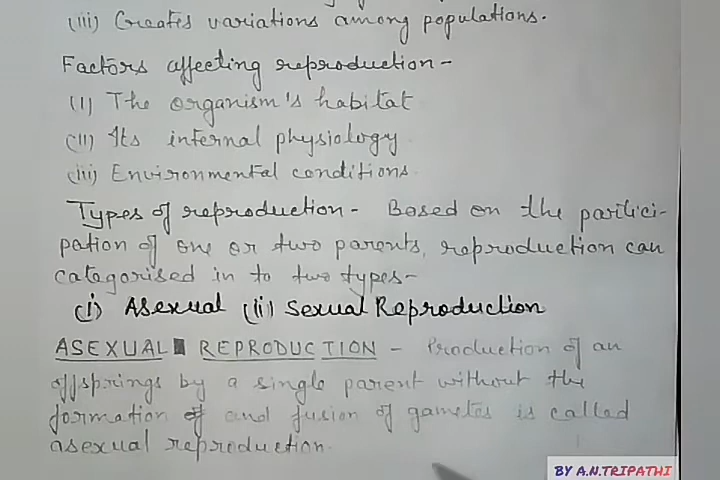 (iii) Creates variations among populations.
Factors affecting reproduction -
(I) The organism's habitat
(II) Its internal physiology
(iii) Environmental conditions.
Types of reproduction - Based on the partici-
pation of one or two parents, reproduction can
categorised in to two types -
(i) Asexual (ii) Sexual Reproduction
ASEXUAL REPRODUCTION - Production of an
offsprings by a single parent without the
formation of and fusion of gametes is called
asexual reproduction.
BY A.N.TRIPATHI